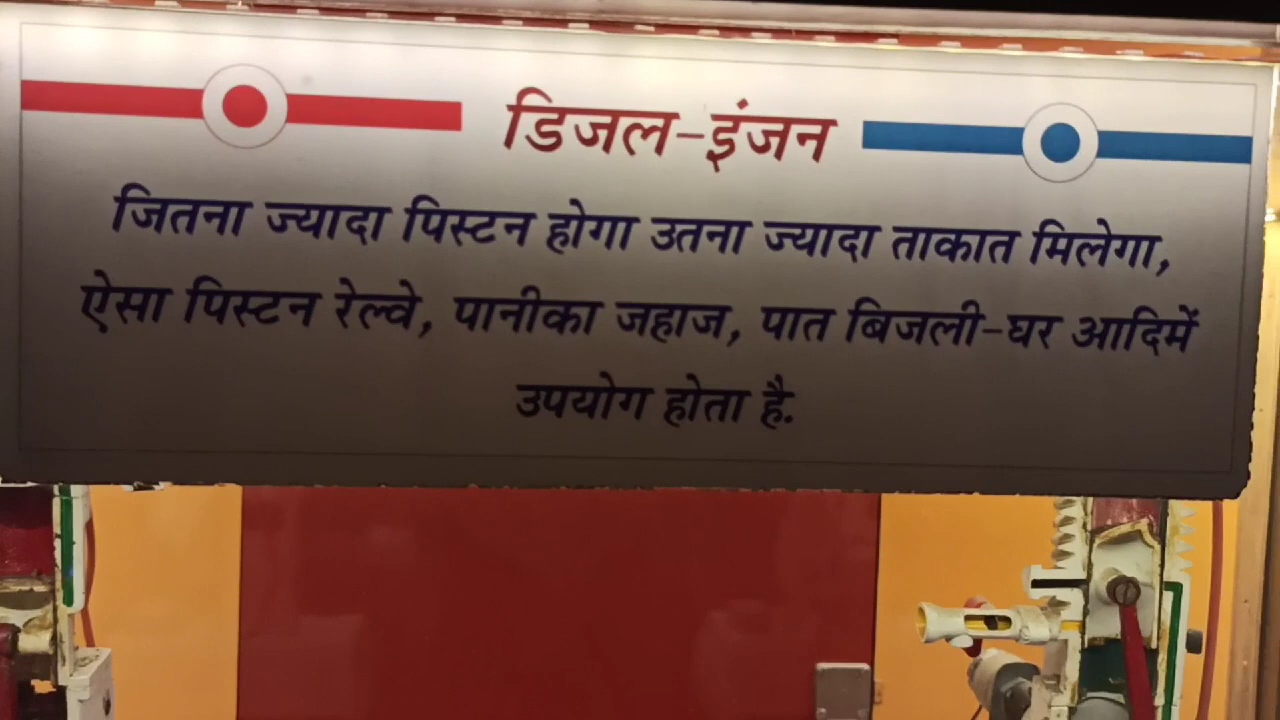 डिजल-इंजन
जितना ज्यादा पिस्टन होगा उतना ज्यादा ताकात मिलेगा,
ऐसा पिस्टन रेल्वे, पानीका जहाज, पात बिजली-घर आदिमें
उपयोग होता है.